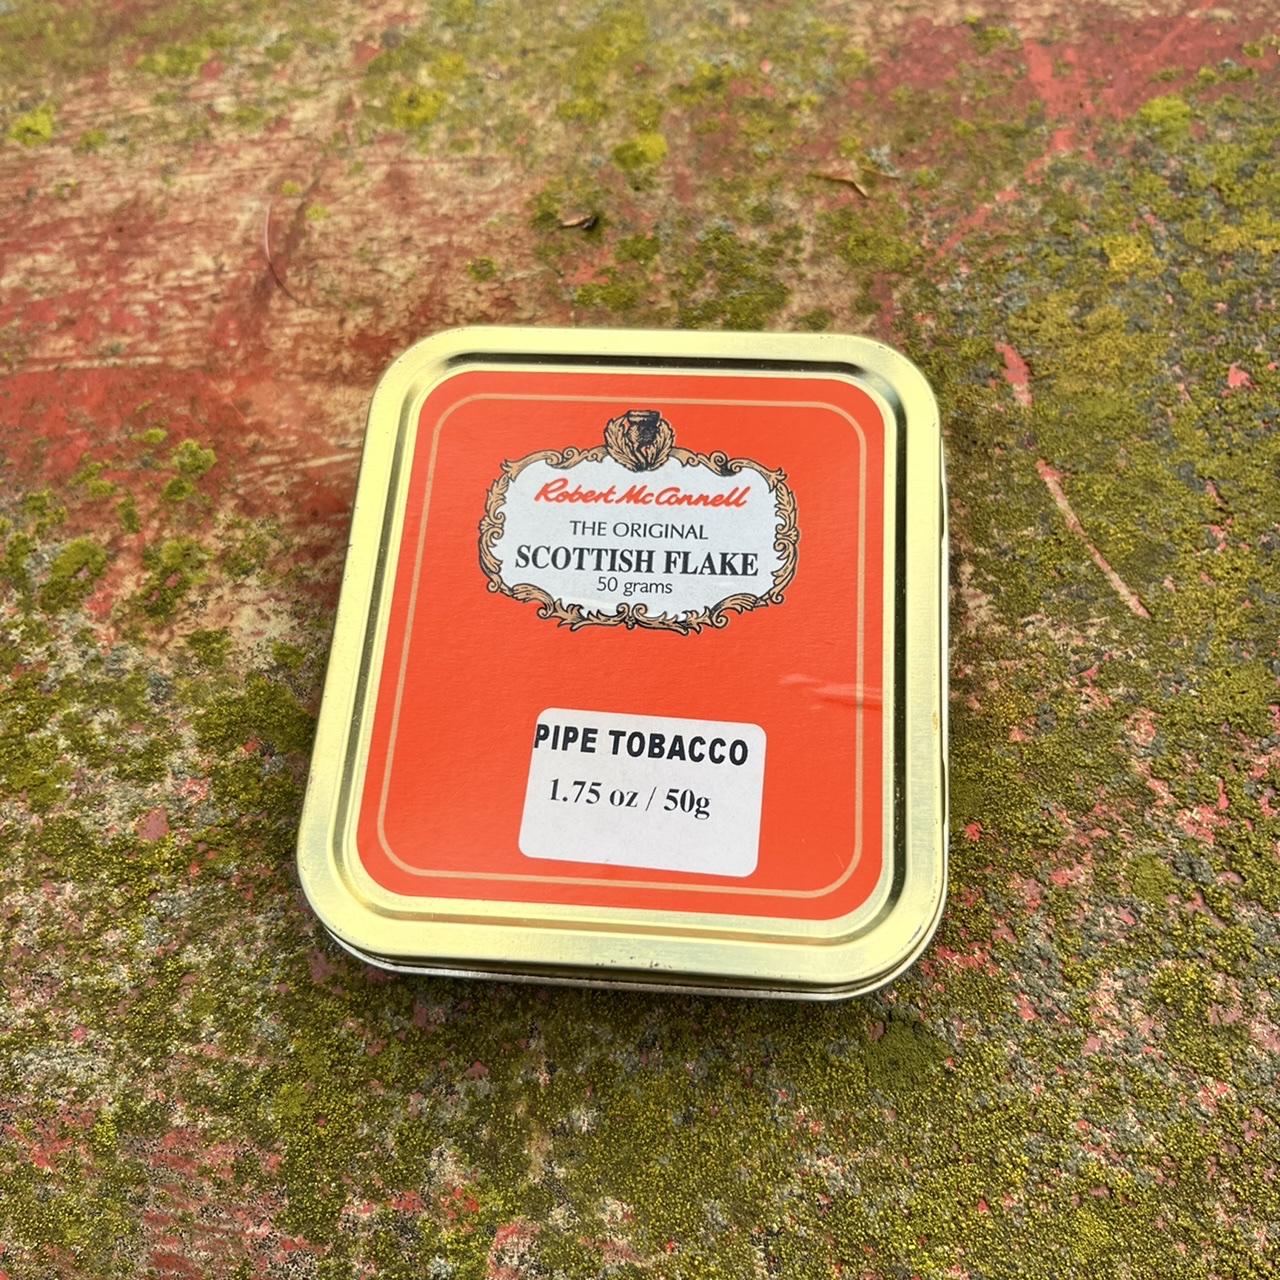 Robert McConnell
THE ORIGINAL
SCOTTISH FLAKE
50 grams
PIPE TOBACCO
1.75 oz / 50g